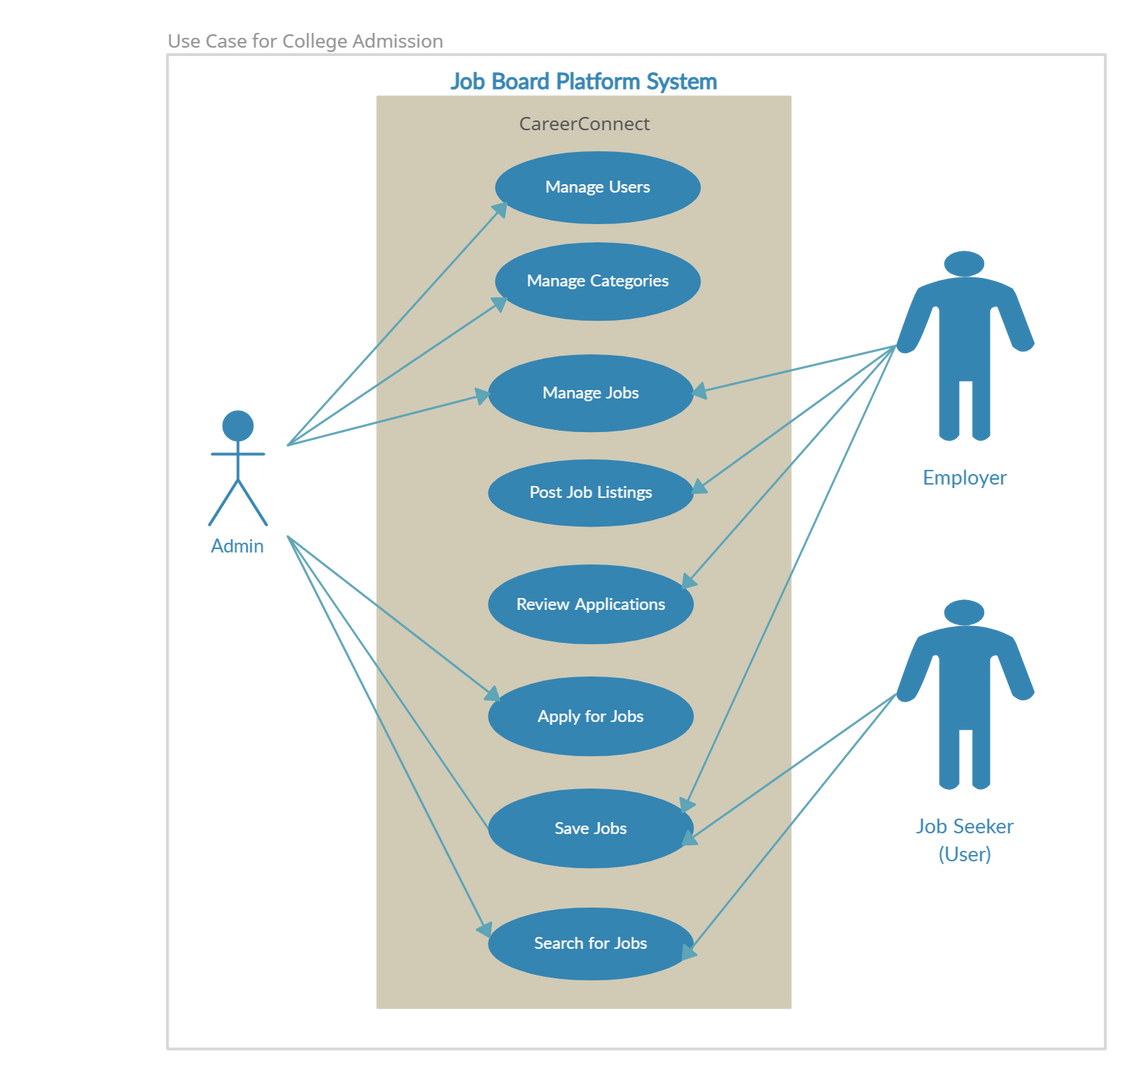 Use Case for College Admission
Job Board Platform System
CareerConnect
Manage Users
Manage Categories
Manage Jobs
Post Job Listings
Review Applications
Apply for Jobs
Save Jobs
Search for Jobs
Admin
Employer
Job Seeker
(User)